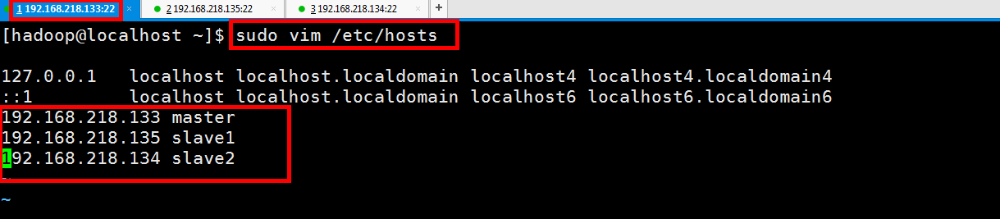 1 192.168.218.133:22 × 2 192.168.218.135:22 × 3 192.168.218.134:22 × +
[hadoop@localhost ~]$ sudo vim /etc/hosts
127.0.0.1   localhost localhost.localdomain localhost4 localhost4.localdomain4
::1         localhost localhost.localdomain localhost6 localhost6.localdomain6
192.168.218.133 master
192.168.218.135 slave1
192.168.218.134 slave2
~
~